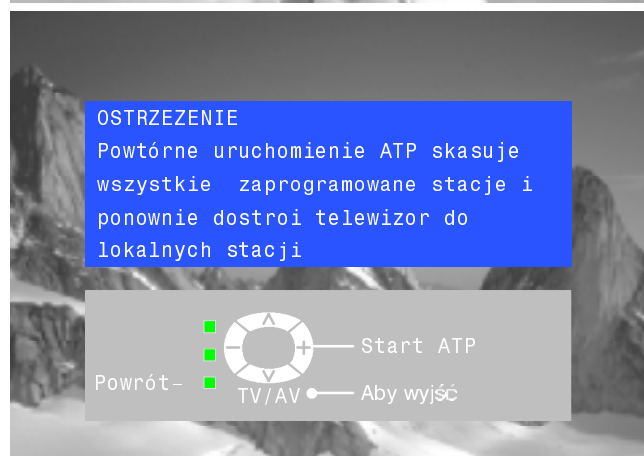 OSTRZEZENIE
Powtórne uruchomienie ATP skasuje
wszystkie zaprogramowane stacje i
ponownie dostroi telewizor do
lokalnych stacji
Start ATP
Powrót–
TV/AV Aby wyjść